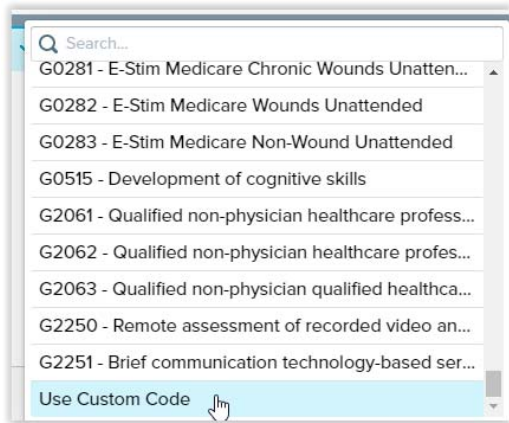 Search...
G0281 - E-Stim Medicare Chronic Wounds Unatten...
G0282 - E-Stim Medicare Wounds Unattended
G0283 - E-Stim Medicare Non-Wound Unattended
G0515 - Development of cognitive skills
G2061 - Qualified non-physician healthcare profess...
G2062 - Qualified non-physician healthcare profes...
G2063 - Qualified non-physician qualified healthca...
G2250 - Remote assessment of recorded video an...
G2251 - Brief communication technology-based ser...
Use Custom Code